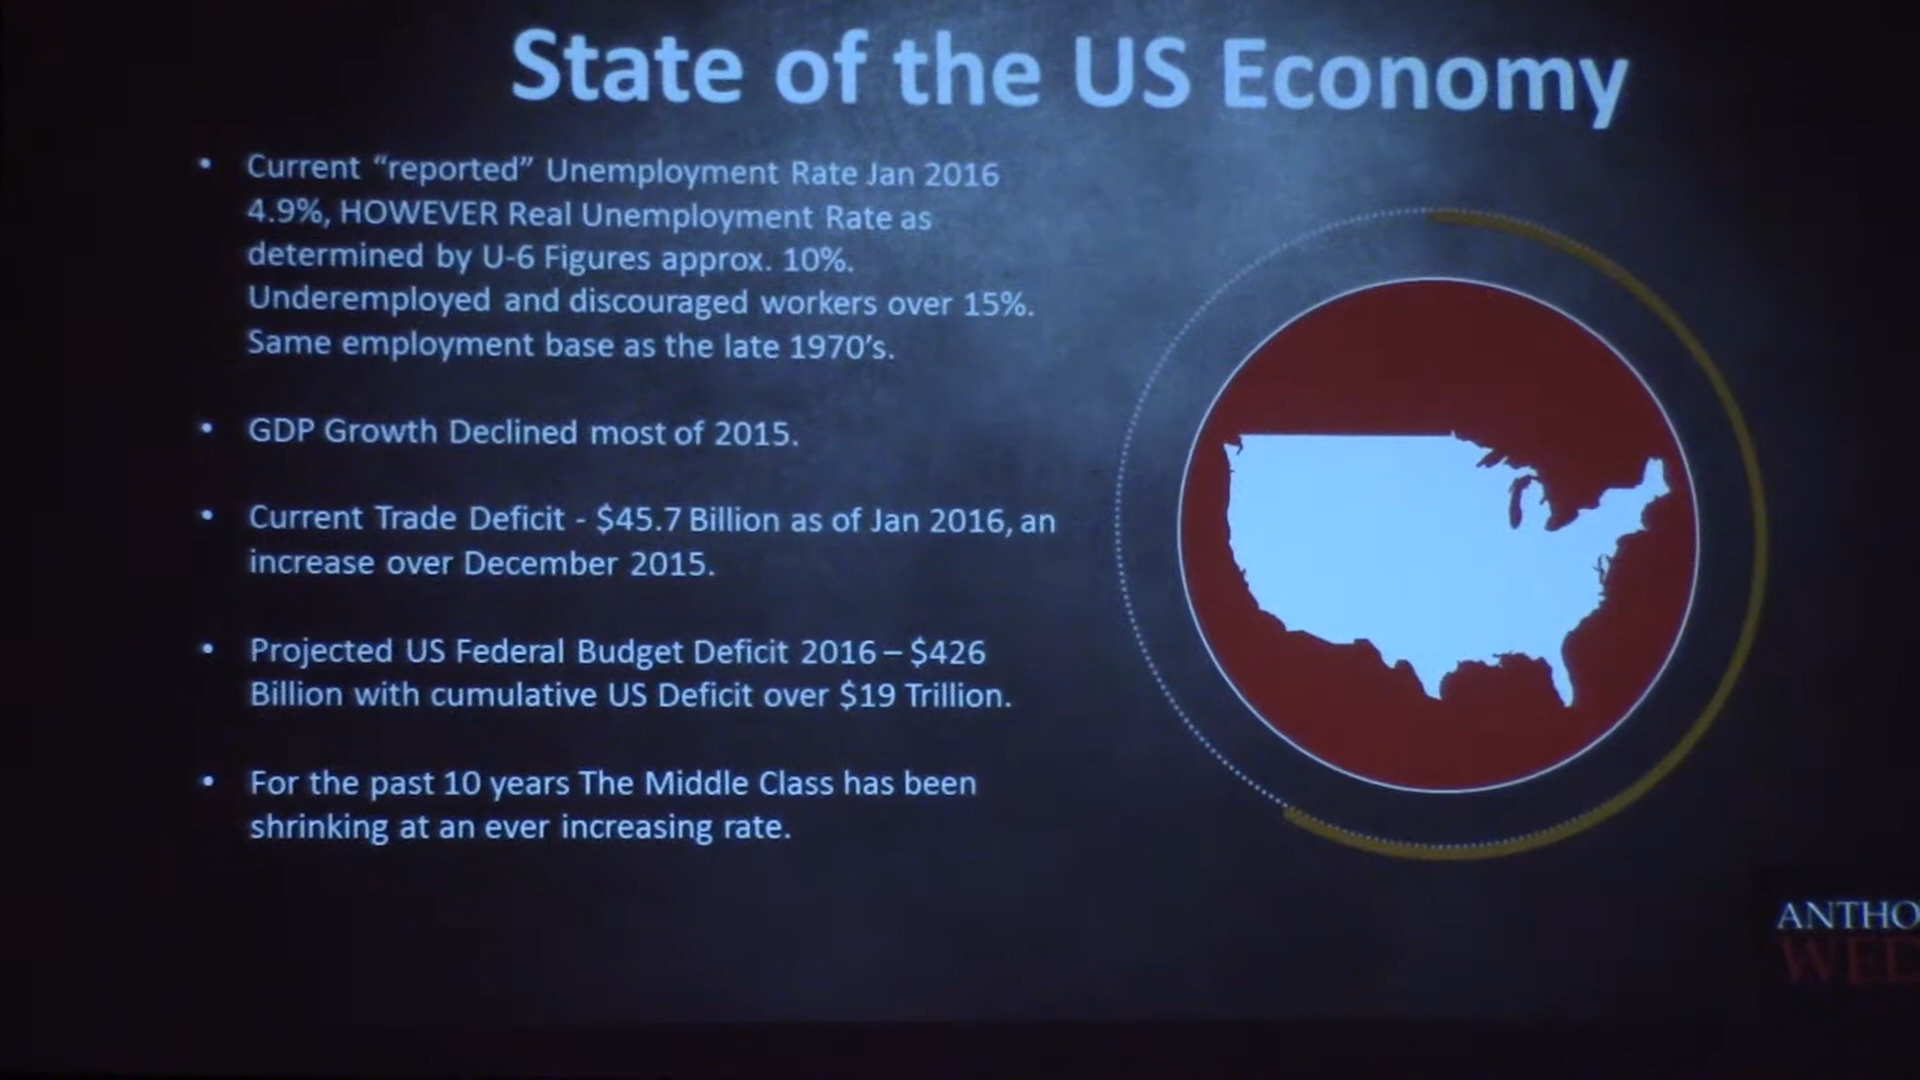 State of the US Economy
• Current “reported” Unemployment Rate Jan 2016
4.9%, HOWEVER Real Unemployment Rate as
determined by U-6 Figures approx. 10%.
Underemployed and discouraged workers over 15%.
Same employment base as the late 1970’s.
• GDP Growth Declined most of 2015.
• Current Trade Deficit - $45.7 Billion as of Jan 2016, an
increase over December 2015.
• Projected US Federal Budget Deficit 2016 – $426
Billion with cumulative US Deficit over $19 Trillion.
• For the past 10 years The Middle Class has been
shrinking at an ever increasing rate.
ANTHO